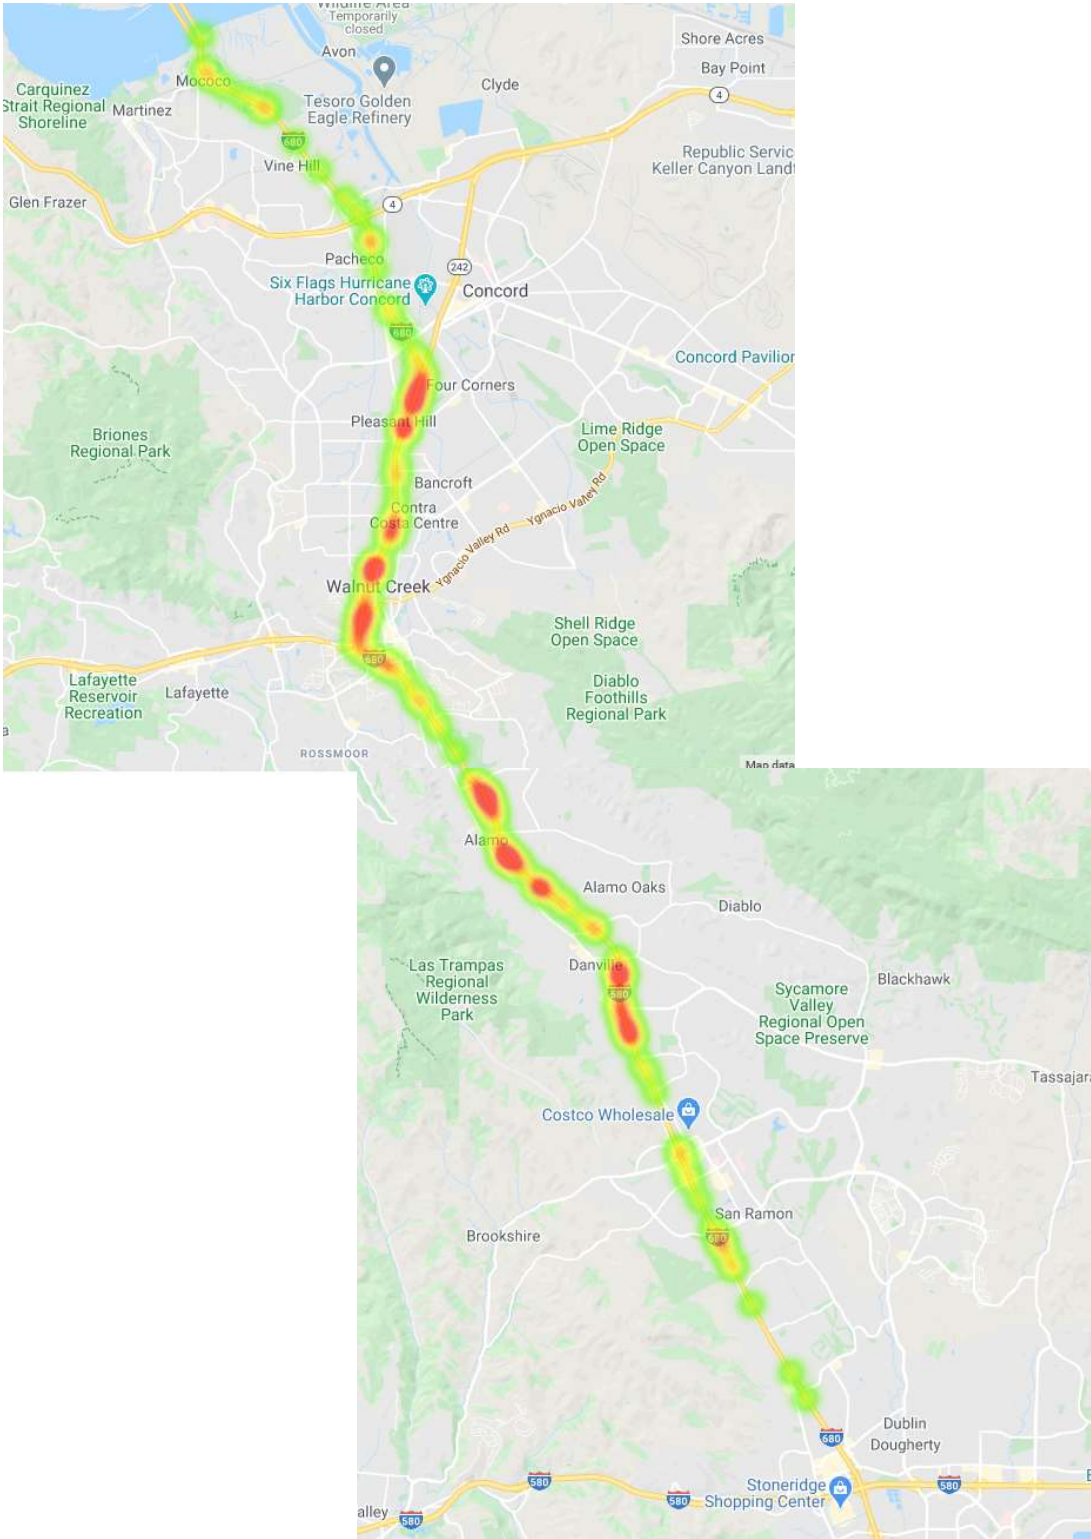 Wildlife Area
Temporarily
closed
Shore Acres
Avon
Bay Point
Mococo
Clyde
4
Carquinez
Strait Regional
Shoreline
Martinez
Tesoro Golden
Eagle Refinery
680
Republic Servic
Keller Canyon Landf
Vine Hill
Glen Frazer
4
Pacheco
242
Six Flags Hurricane
Harbor Concord
Concord
680
Concord Pavilion
Four Corners
Pleasant Hill
Briones
Regional Park
Lime Ridge
Open Space
Bancroft
Ygnacio Valley Rd
Contra
Costa Centre
Ygnacio Valley Rd
Walnut Creek
Shell Ridge
Open Space
680
Lafayette
Reservoir
Recreation
Lafayette
Diablo
Foothills
Regional Park
a
ROSSMOOR
Map data
Alamo
Alamo Oaks
Diablo
Danville
Las Trampas
Regional
Wilderness
Park
Blackhawk
680
Sycamore
Valley
Regional Open
Space Preserve
Tassajara
Costco Wholesale
San Ramon
Brookshire
680
Dublin
680
Dougherty
Stoneridge
Shopping Center
580
580
580
alley
580